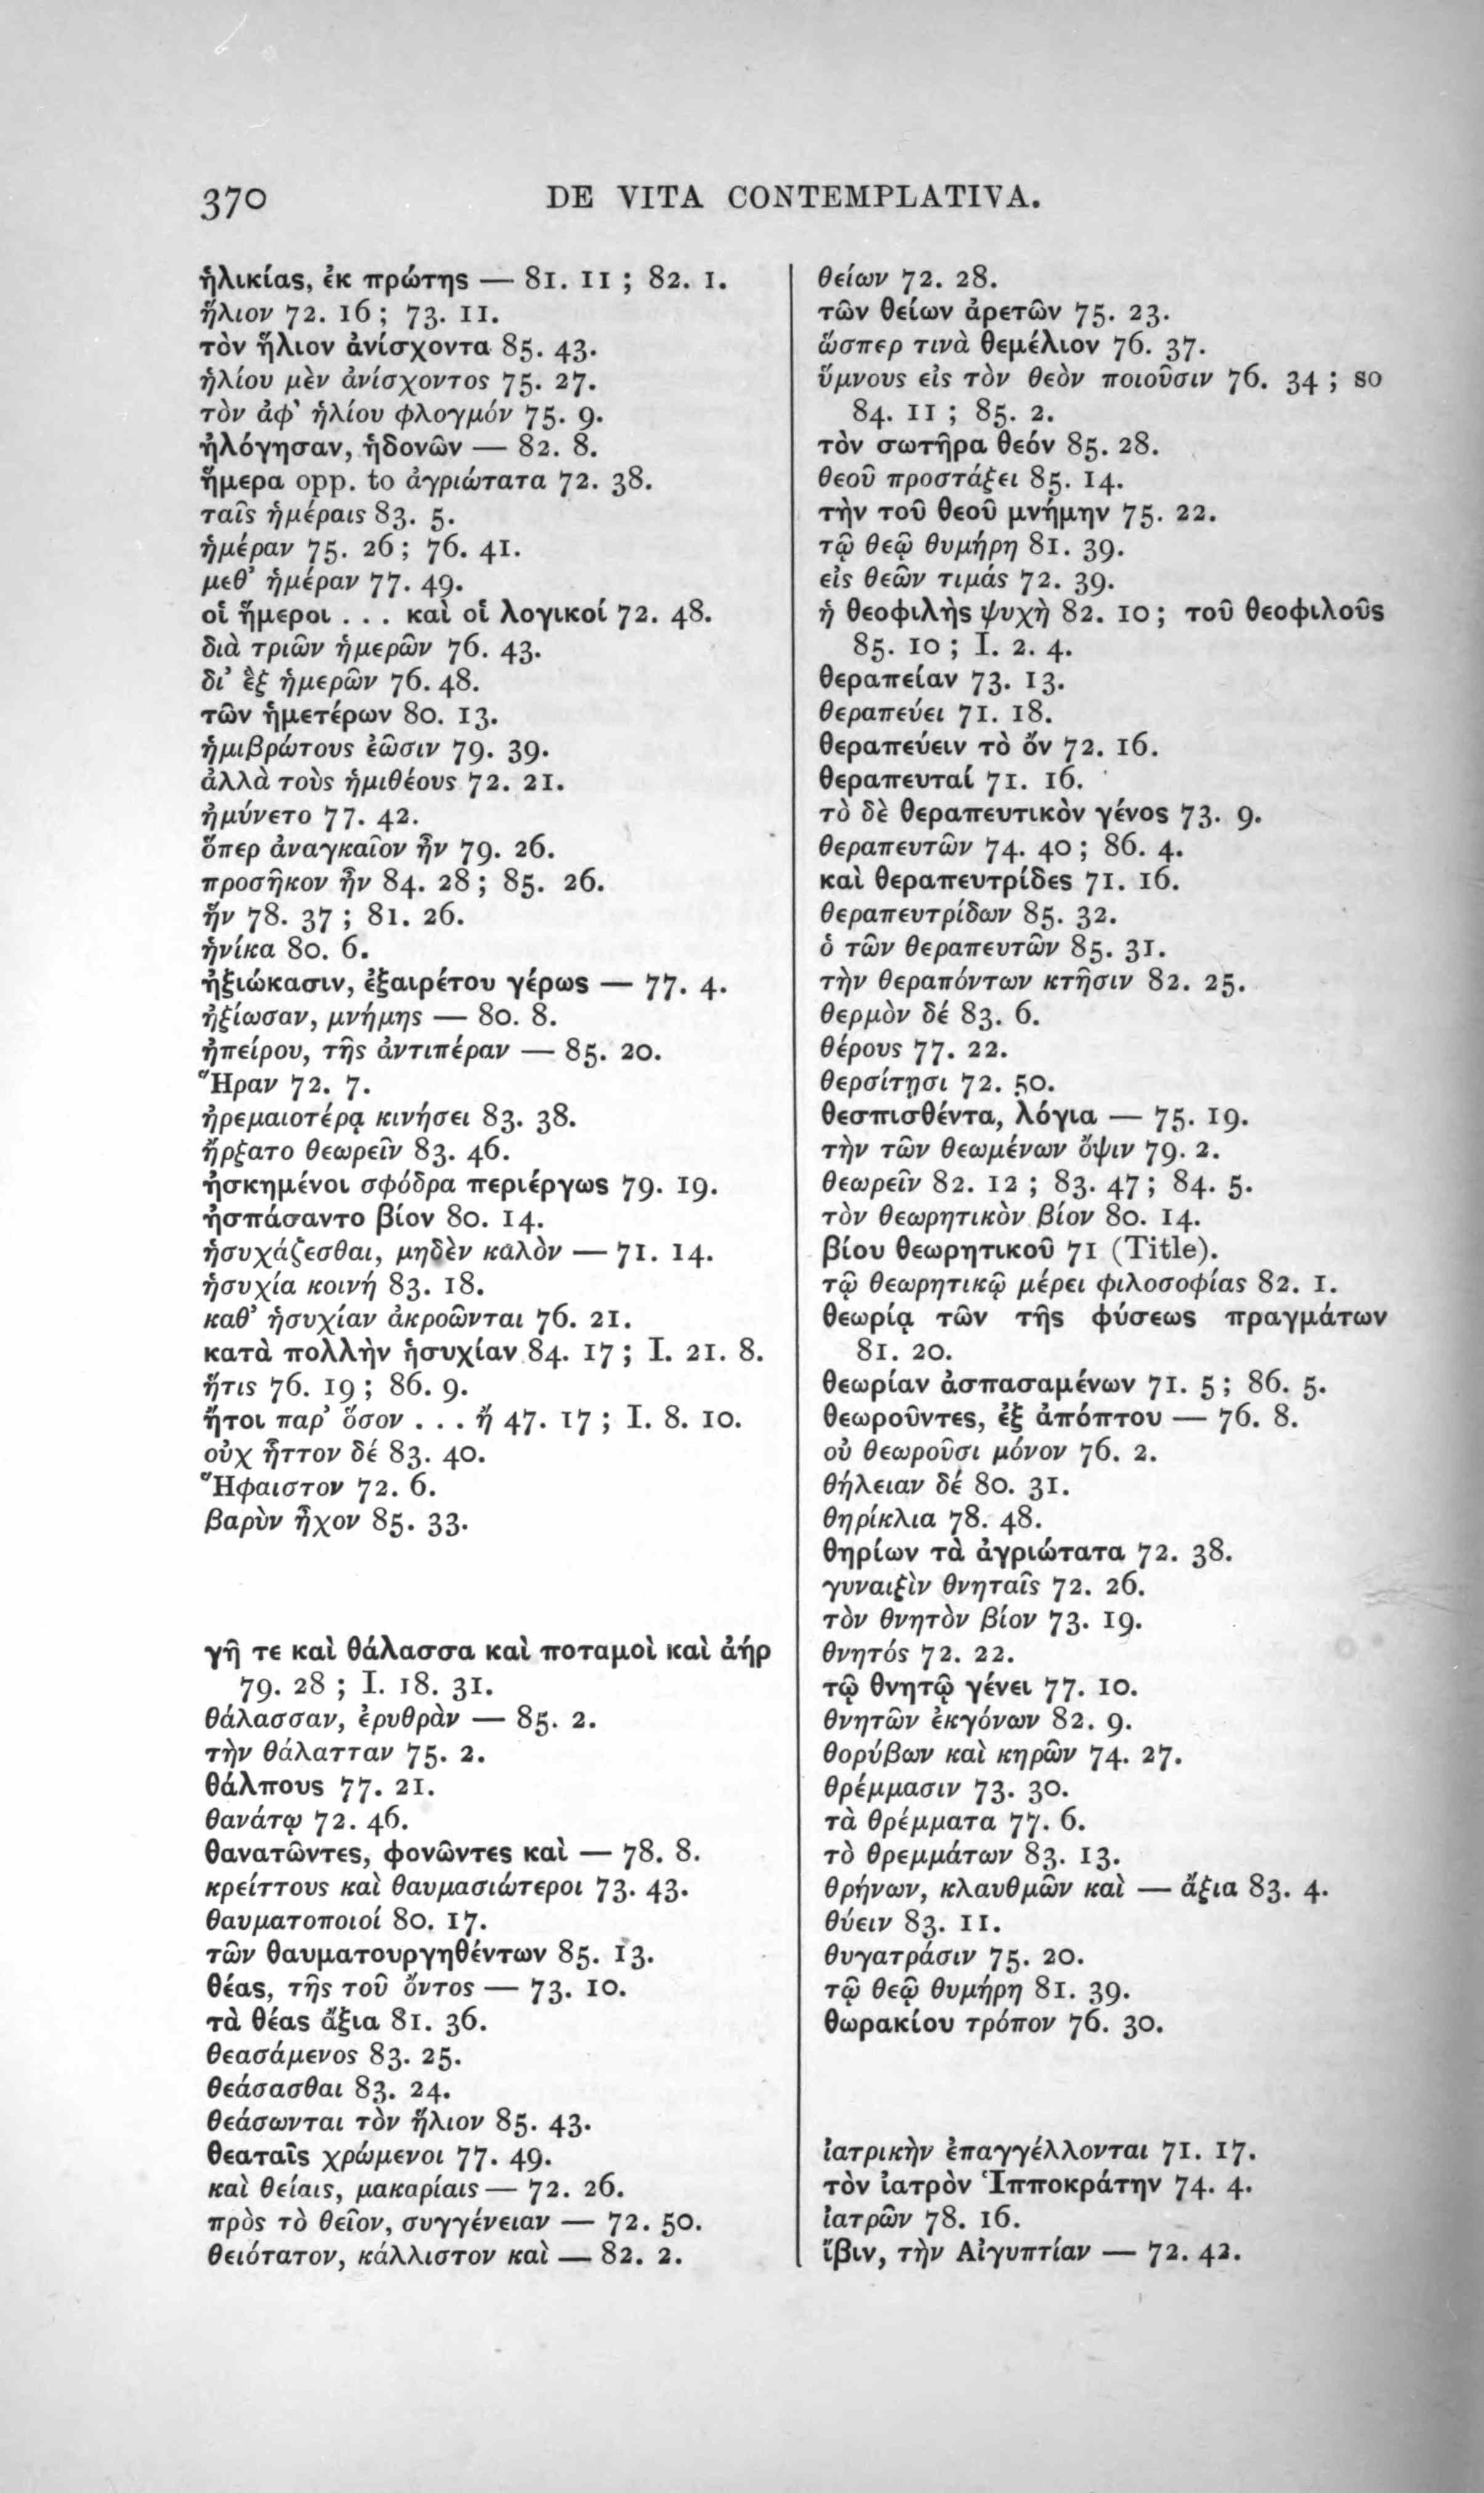 370
DE VITA CONTEMPLATIVA.
ἡλικίας, ἐκ πρώτης — 81. 11 ; 82. 1.
ἥλιον 72. 16 ; 73. 11.
τὸν ἥλιον ἀνίσχοντα 85. 43.
ἡλίου μὲν ἀνίσχοντος 75. 27.
τὸν ἀφ᾽ ἡλίου φλογμόν 75. 9.
ἠλόγησαν, ἡδονῶν — 82. 8.
ἥμερα opp. to ἀγριώτατα 72. 38.
ταῖς ἡμέραις 83. 5.
ἡμέραν 75. 26 ; 76. 41.
μεθ᾽ ἡμέραν 77. 49.
οἱ ἥμεροι . . . καὶ οἱ λογικοί 72. 48.
διὰ τριῶν ἡμερῶν 76. 43.
δι᾽ ἓξ ἡμερῶν 76. 48.
τῶν ἡμετέρων 80. 13.
ἡμιβρώτους ἐῶσιν 79. 39.
ἀλλὰ τοὺς ἡμιθέους 72. 21.
ἠμύνετο 77. 42.
ὅπερ ἀναγκαῖον ἦν 79. 26.
προσῆκον ἦν 84. 28 ; 85. 26.
ἣν 78. 37 ; 81. 26.
ἡνίκα 80. 6.
ἠξιώκασιν, ἐξαιρέτου γέρως — 77. 4.
ἠξίωσαν, μνήμης — 80. 8.
ἠπείρου, τῆς ἀντιπέραν — 85. 20.
Ἥραν 72. 7.
ἠρεμαιοτέρᾳ κινήσει 83. 38.
ἤρξατο θεωρεῖν 83. 46.
ἠσκημένοι σφόδρα περιέργως 79. 19.
ἠσπάσαντο βίον 80. 14.
ἡσυχάζεσθαι, μηδὲν καλὸν — 71. 14.
ἡσυχία κοινή 83. 18.
καθ᾽ ἡσυχίαν ἀκροῶνται 76. 21.
κατὰ πολλὴν ἡσυχίαν 84. 17 ; I. 21. 8.
ἥτις 76. 19 ; 86. 9.
ἤτοι παρ᾽ ὅσον . . . ἤ 47. 17 ; I. 8. 10.
οὐχ ἧττον δέ 83. 40.
Ἥφαιστον 72. 6.
βαρὺν ἦχον 85. 33.
γῆ τε καὶ θάλασσα καὶ ποταμοὶ καὶ ἀήρ
79. 28 ; I. 18. 31.
θάλασσαν, ἐρυθρὰν — 85. 2.
τὴν θάλατταν 75. 2.
θάλπους 77. 21.
θανάτῳ 72. 46.
θανατῶντες, φονῶντες καὶ — 78. 8.
κρείττους καὶ θαυμασιώτεροι 73. 43.
θαυματοποιοί 80. 17.
τῶν θαυματουργηθέντων 85. 13.
θέας, τῆς τοῦ ὄντος — 73. 10.
τὰ θέας ἄξια 81. 36.
θεασάμενος 83. 25.
θεάσασθαι 83. 24.
θεάσωνται τὸν ἥλιον 85. 43.
θεαταῖς χρώμενοι 77. 49.
καὶ θείαις, μακαρίαις — 72. 26.
πρὸς τὸ θεῖον, συγγένειαν — 72. 50.
θειότατον, κάλλιστον καὶ — 82. 2.
θείων 72. 28.
τῶν θείων ἀρετῶν 75. 23.
ὥσπερ τινὰ θεμέλιον 76. 37.
ὕμνους εἰς τὸν θεὸν ποιοῦσιν 76. 34 ; so
84. 11 ; 85. 2.
τὸν σωτῆρα θεόν 85. 28.
θεοῦ προστάξει 85. 14.
τὴν τοῦ θεοῦ μνήμην 75. 22.
τῷ θεῷ θυμήρη 81. 39.
εἰς θεῶν τιμάς 72. 39.
ἡ θεοφιλὴς ψυχὴ 82. 10 ; τοῦ θεοφιλοῦς
85. 10 ; I. 2. 4.
θεραπείαν 73. 13.
θεραπεύει 71. 18.
θεραπεύειν τὸ ὄν 72. 16.
θεραπευταί 71. 16.
τὸ δὲ θεραπευτικὸν γένος 73. 9.
θεραπευτῶν 74. 40 ; 86. 4.
καὶ θεραπευτρίδες 71. 16.
θεραπευτρίδων 85. 32.
ὁ τῶν θεραπευτῶν 85. 31.
τὴν θεραπόντων κτῆσιν 82. 25.
θερμὸν δέ 83. 6.
θέρους 77. 22.
θερσίτῃσι 72. 50.
θεσπισθέντα, λόγια — 75. 19.
τὴν τῶν θεωμένων ὄψιν 79. 2.
θεωρεῖν 82. 12 ; 83. 47 ; 84. 5.
τὸν θεωρητικὸν βίον 80. 14.
βίου θεωρητικοῦ 71 (Title).
τῷ θεωρητικῷ μέρει φιλοσοφίας 82. 1.
θεωρίᾳ τῶν τῆς φύσεως πραγμάτων
81. 20.
θεωρίαν ἀσπασαμένων 71. 5 ; 86. 5.
θεωροῦντες, ἐξ ἀπόπτου — 76. 8.
οὐ θεωροῦσι μόνον 76. 2.
θήλειαν δέ 80. 31.
θηρίκλια 78. 48.
θηρίων τὰ ἀγριώτατα 72. 38.
γυναιξὶν θνηταῖς 72. 26.
τὸν θνητὸν βίον 73. 19.
θνητός 72. 22.
τῷ θνητῷ γένει 77. 10.
θνητῶν ἐκγόνων 82. 9.
θορύβων καὶ κηρῶν 74. 27.
θρέμμασιν 73. 30.
τὰ θρέμματα 77. 6.
τὸ θρεμμάτων 83. 13.
θρήνων, κλαυθμῶν καὶ — ἄξια 83. 4.
θύειν 83. 11.
θυγατράσιν 75. 20.
τῷ θεῷ θυμήρη 81. 39.
θωρακίου τρόπον 76. 30.
ἰατρικὴν ἐπαγγέλλονται 71. 17.
τὸν ἰατρὸν Ἱπποκράτην 74. 4.
ἰατρῶν 78. 16.
ἴβιν, τὴν Αἰγυπτίαν — 72. 42.